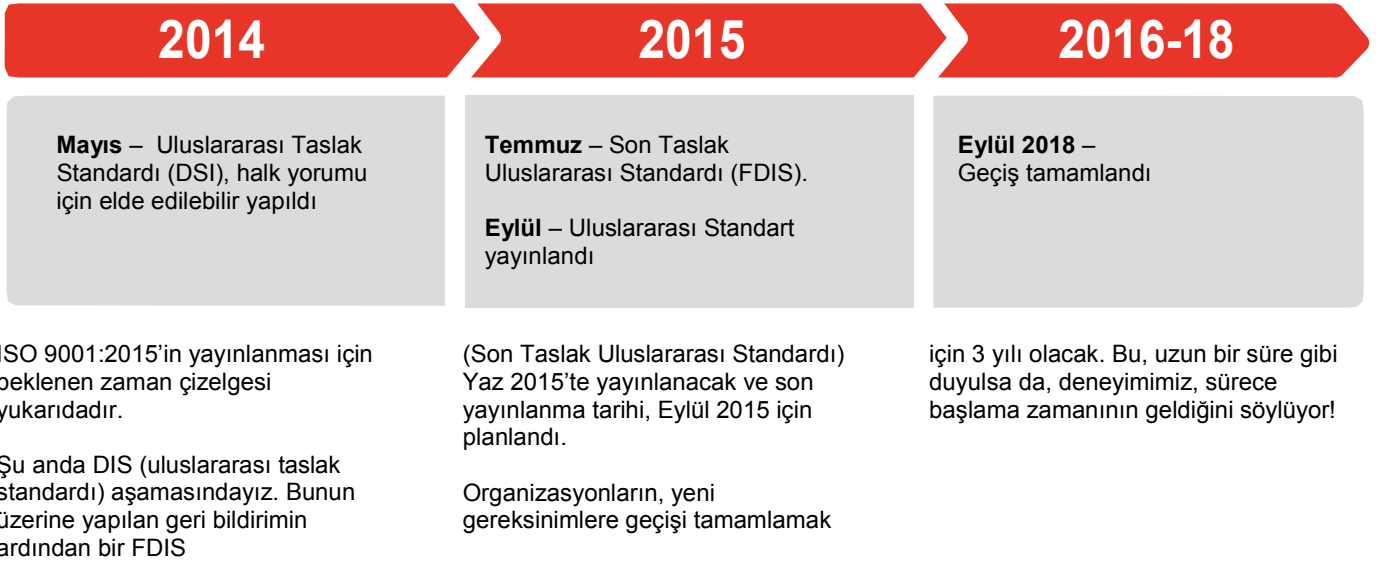 2014
2015
2016-18
Mayıs – Uluslararası Taslak
Standardı (DSI), halk yorumu
için elde edilebilir yapıldı
Temmuz – Son Taslak
Uluslararası Standardı (FDIS).
Eylül – Uluslararası Standart
yayınlandı
Eylül 2018 –
Geçiş tamamlandı
ISO 9001:2015’in yayınlanması için
beklenen zaman çizelgesi
yukarıdadır.
Şu anda DIS (uluslararası taslak
standardı) aşamasındayız. Bunun
üzerine yapılan geri bildirimin
ardından bir FDIS
(Son Taslak Uluslararası Standardı)
Yaz 2015’te yayınlanacak ve son
yayınlanma tarihi, Eylül 2015 için
planlandı.
Organizasyonların, yeni
gereksinimlere geçişi tamamlamak
için 3 yılı olacak. Bu, uzun bir süre gibi
duyulsa da, deneyimimiz, sürece
başlama zamanının geldiğini söylüyor!